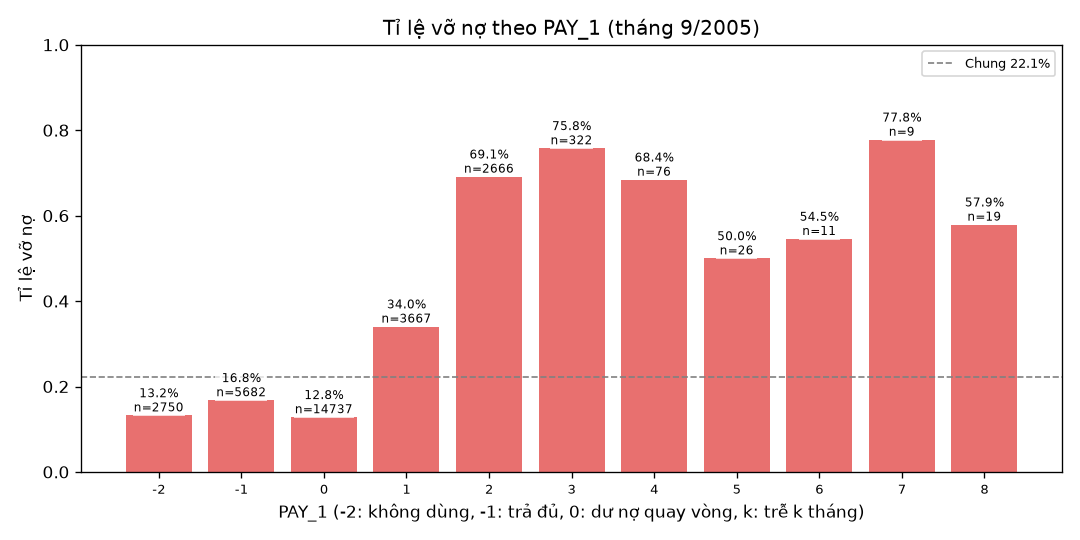 Tỉ lệ vỡ nợ theo PAY_1 (tháng 9/2005)
Chung 22.1%
Tỉ lệ vỡ nợ
1.0
0.8
0.6
0.4
0.2
0.0
13.2%
n=2750
16.8%
n=5682
12.8%
n=14737
34.0%
n=3667
69.1%
n=2666
75.8%
n=322
68.4%
n=76
50.0%
n=26
54.5%
n=11
77.8%
n=9
57.9%
n=19
-2 -1 0 1 2 3 4 5 6 7 8
PAY_1 (-2: không dùng, -1: trả đủ, 0: dư nợ quay vòng, k: trễ k tháng)